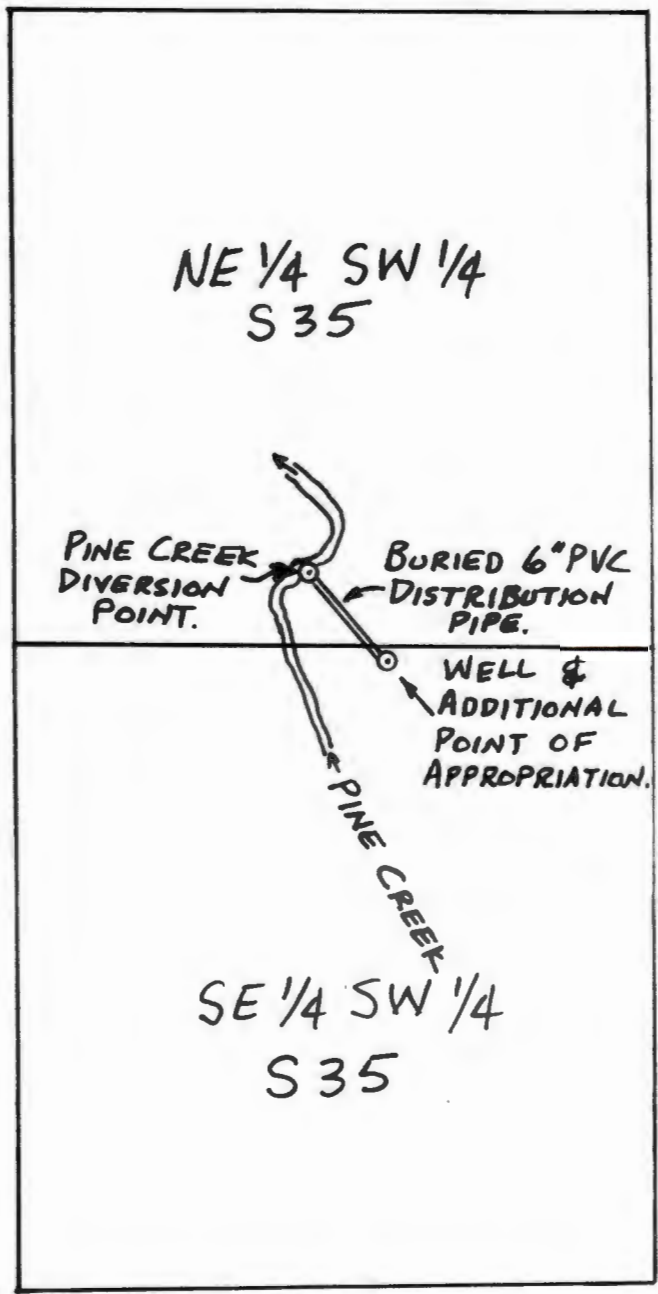 NE 1/4 SW 1/4
S 35
PINE CREEK
DIVERSION
POINT.
BURIED 6" PVC
DISTRIBUTION
PIPE.
WELL &
ADDITIONAL
POINT OF
APPROPRIATION.
PINE CREEK
SE 1/4 SW 1/4
S 35